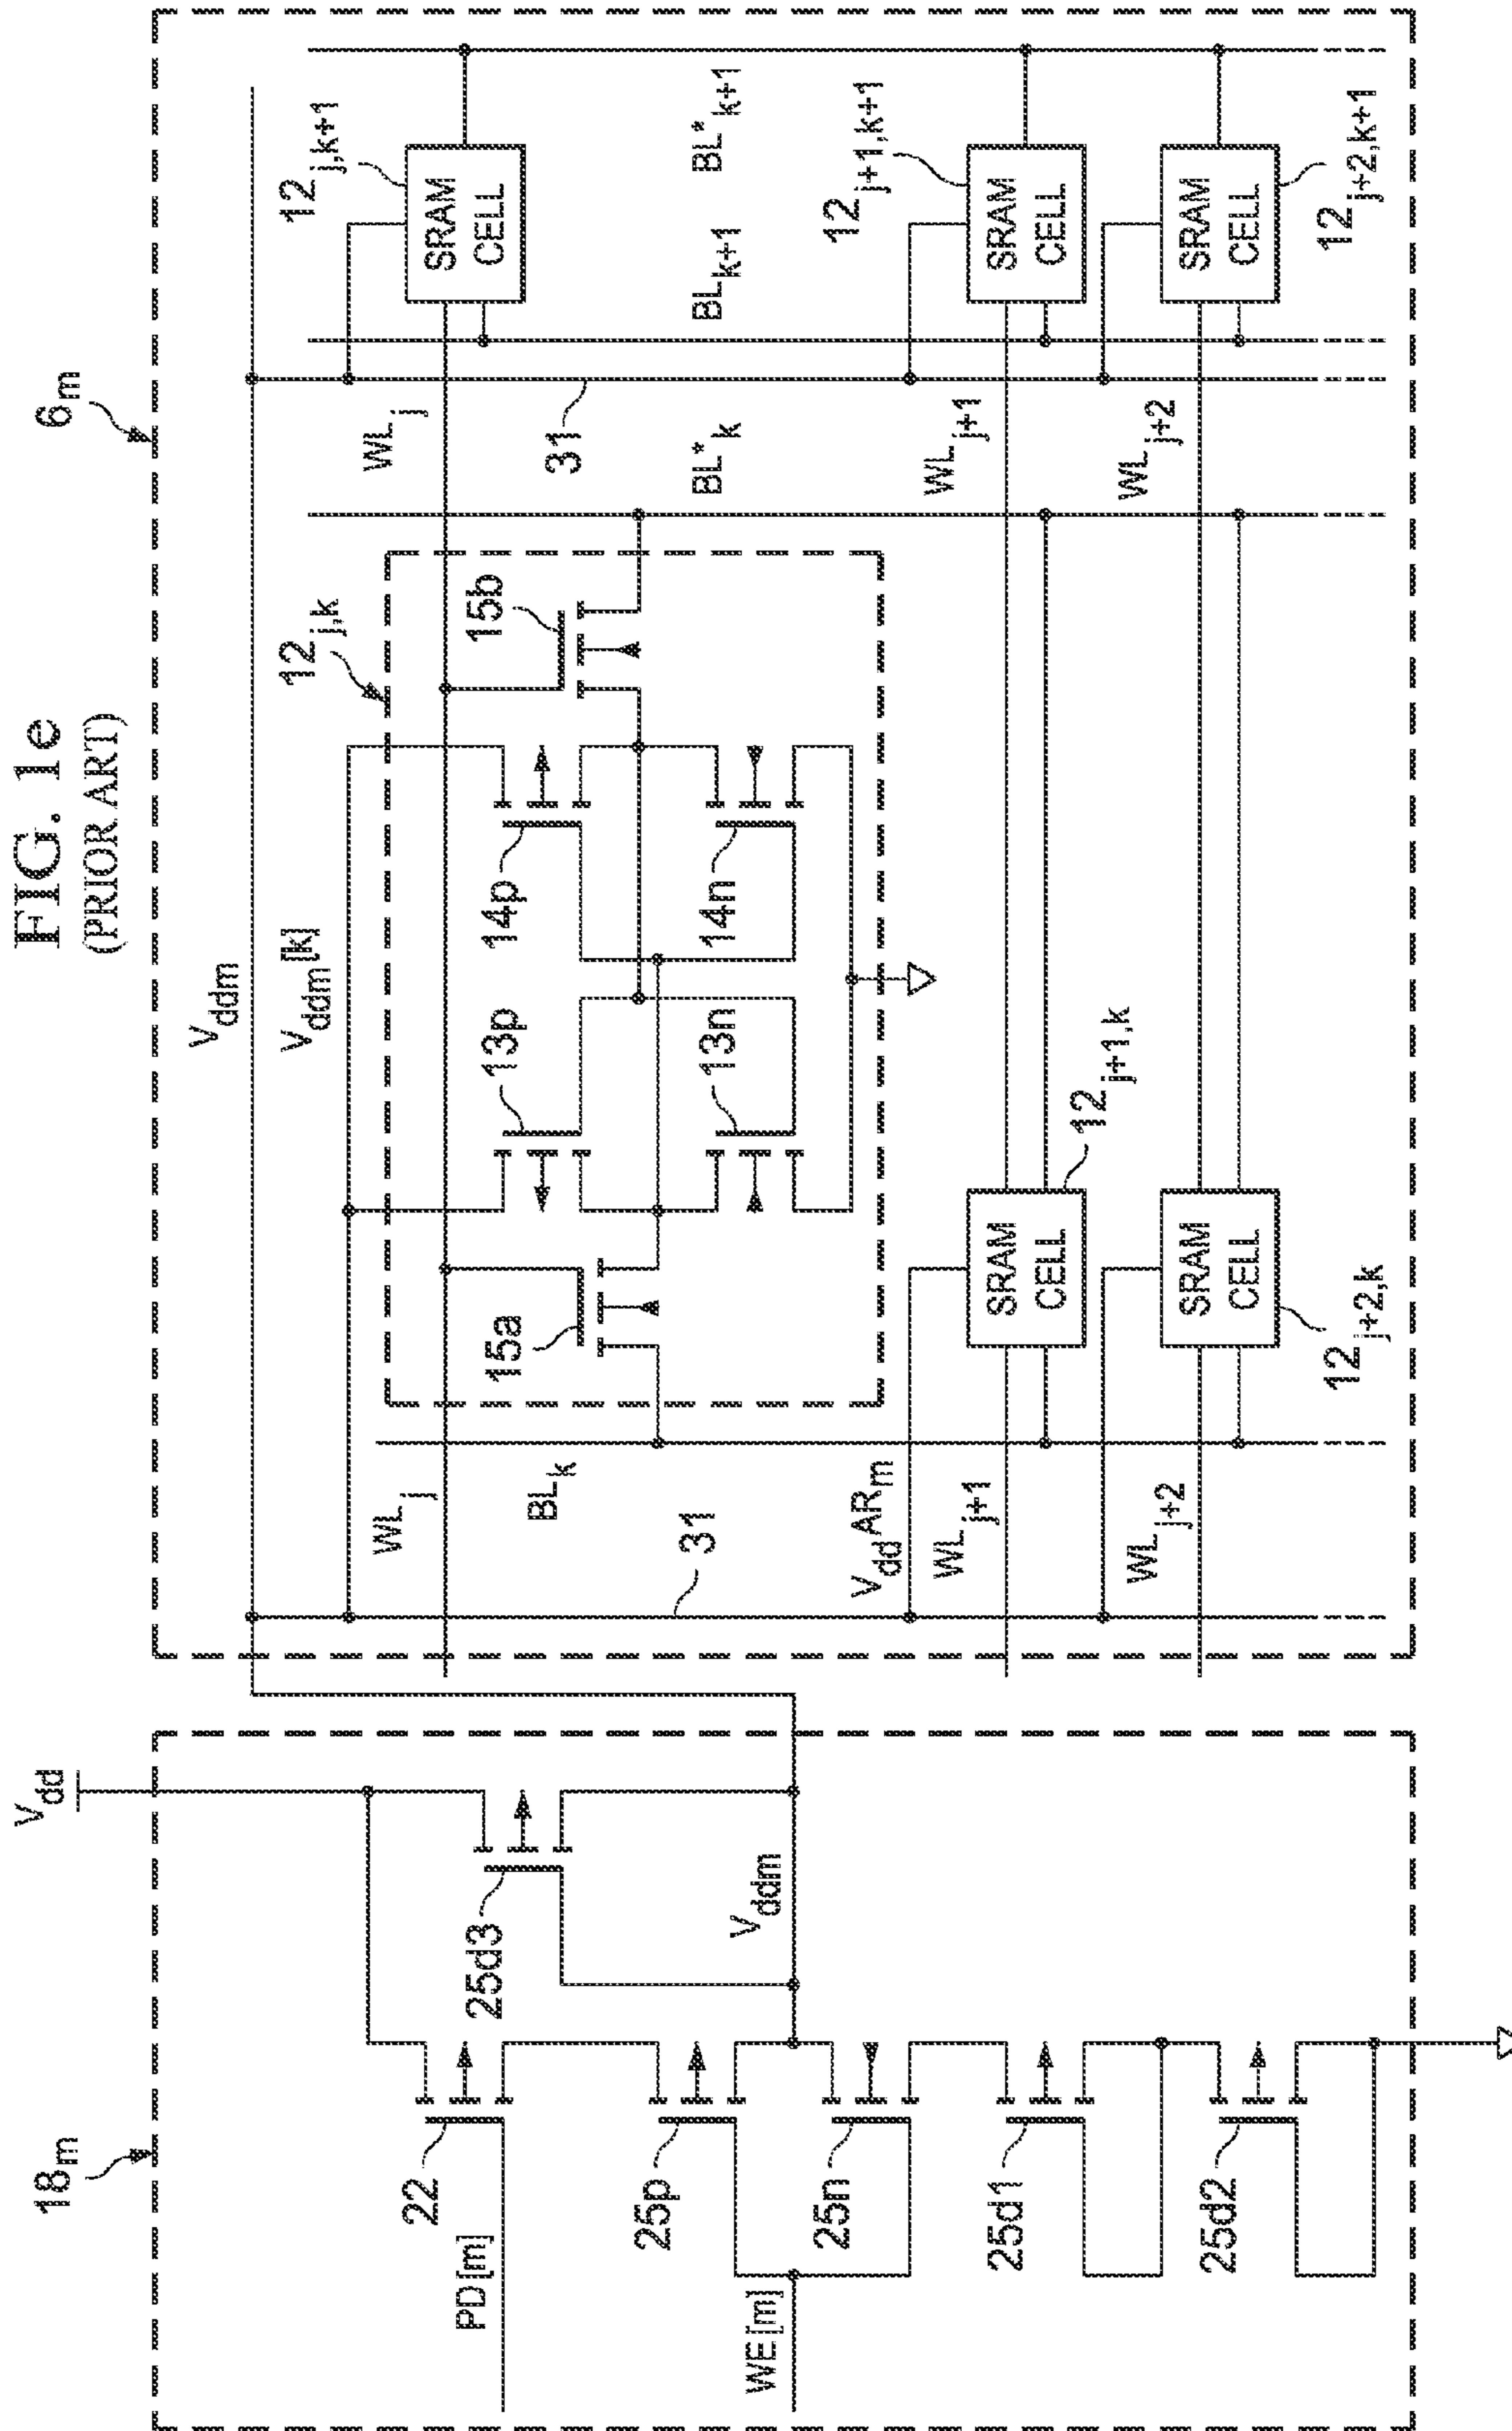 FIG. 1e
(PRIOR ART)
18m
6m
Vdd
22
PD[m]
25d3
25p
WE[m]
25n
Vddm
25d1
25d2
Vddm
Vddm[k]
12j,k
12j,k+1
WLj
WLj
SRAM
CELL
15a
13p
14p
15b
31
BLk
13n
14n
BL*k
BLk+1
BL*k+1
31
VddARm
12j+1,k+1
WLj+1
WLj+1
SRAM
CELL
12j+1,k
SRAM
CELL
WLj+2
WLj+2
SRAM
CELL
12j+2,k
SRAM
CELL
12j+2,k+1